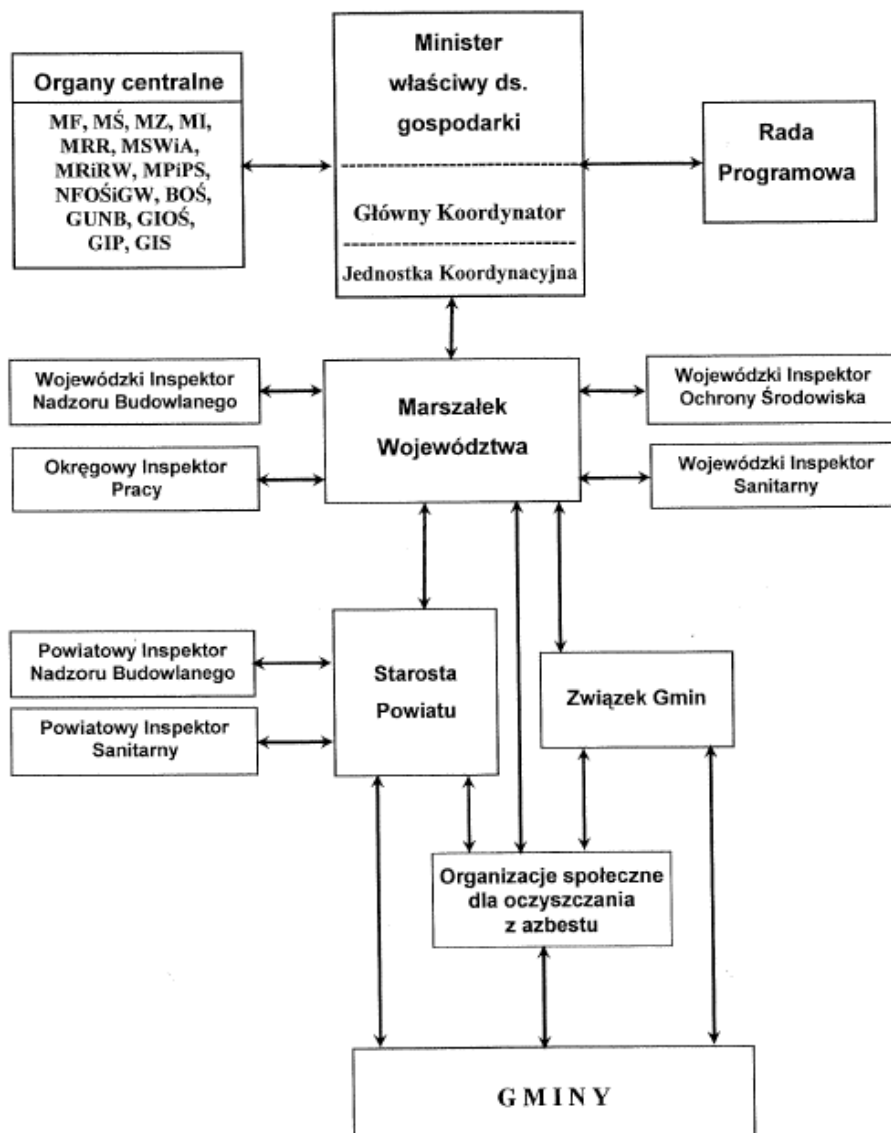 Organy centralne
MF, MŚ, MZ, MI,
MRR, MSWiA,
MRiRW, MPiPS,
NFOŚiGW, BOŚ,
GUNB, GIOŚ,
GIP, GIS
Minister
właściwy ds.
gospodarki
Główny Koordynator
Jednostka Koordynacyjna
Rada
Programowa
Wojewódzki Inspektor
Nadzoru Budowlanego
Okręgowy Inspektor
Pracy
Marszałek
Województwa
Wojewódzki Inspektor
Ochrony Środowiska
Wojewódzki Inspektor
Sanitarny
Powiatowy Inspektor
Nadzoru Budowlanego
Powiatowy Inspektor
Sanitarny
Starosta
Powiatu
Związek Gmin
Organizacje społeczne
dla oczyszczania
z azbestu
GMINY